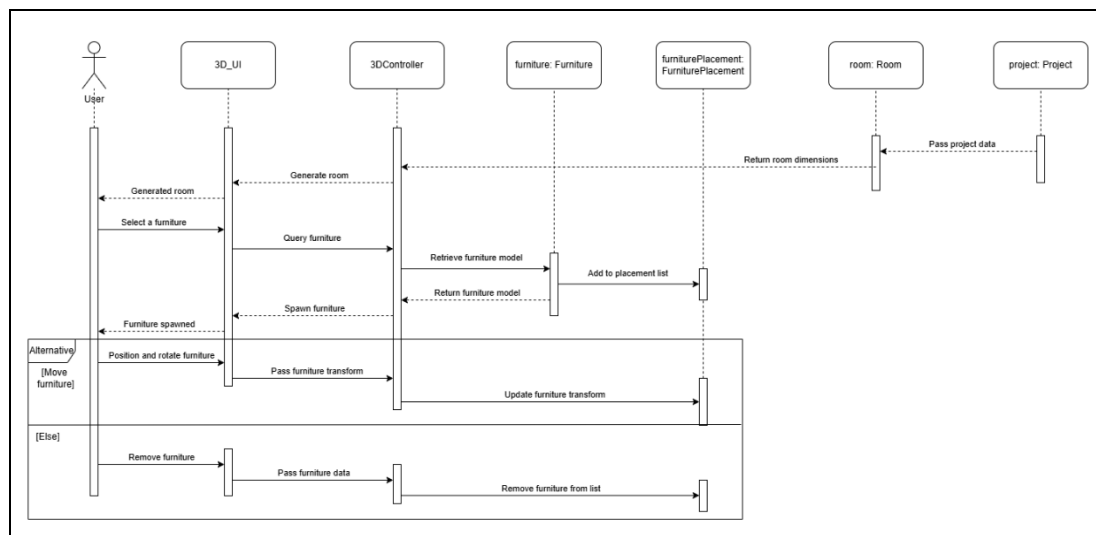 User
3D_UI
3DController
furniture: Furniture
furniturePlacement:
FurniturePlacement
room: Room
project: Project
Pass project data
Return room dimensions
Generate room
Generated room
Select a furniture
Query furniture
Retrieve furniture model
Add to placement list
Return furniture model
Spawn furniture
Furniture spawned
Alternative
Position and rotate furniture
[Move
furniture]
Pass furniture transform
Update furniture transform
[Else]
Remove furniture
Pass furniture data
Remove furniture from list